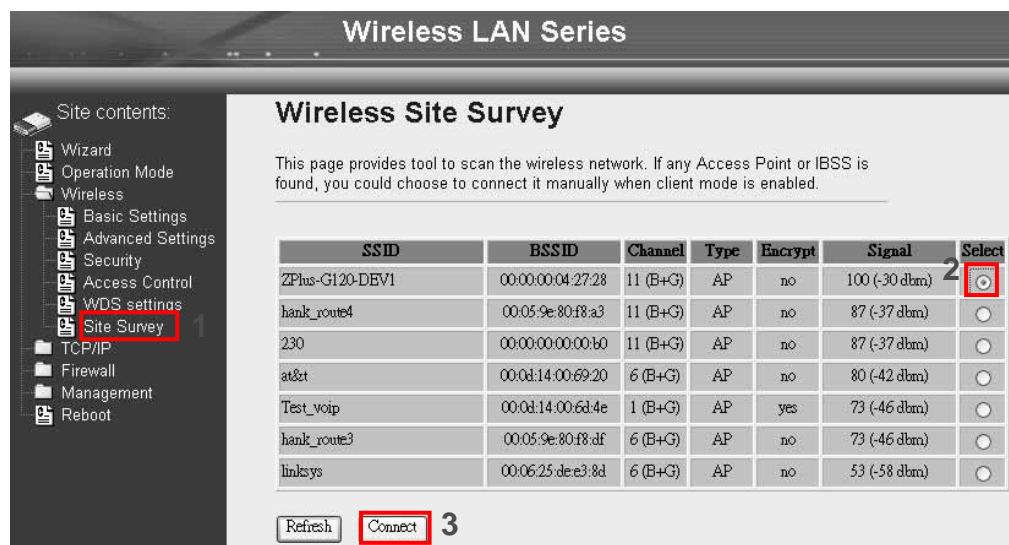 Wireless LAN Series
Site contents:
Wizard
Operation Mode
Wireless
Basic Settings
Advanced Settings
Security
Access Control
WDS settings
Site Survey 1
TCP/IP
Firewall
Management
Reboot
Wireless Site Survey
This page provides tool to scan the wireless network. If any Access Point or IBSS is
found, you could choose to connect it manually when client mode is enabled.
SSID BSSID Channel Type Encrypt Signal Select
ZPlus-G120-DEV1 00:00:00:04:27:28 11 (B+G) AP no 100 (-30 dbm) 2
hank_route4 00:05:9e:80:f8:a3 11 (B+G) AP no 87 (-37 dbm)
230 00:00:00:00:00:b0 11 (B+G) AP no 87 (-37 dbm)
at&t 00:0d:14:00:69:20 6 (B+G) AP no 80 (-42 dbm)
Test_voip 00:0d:14:00:6d:4e 1 (B+G) AP yes 73 (-46 dbm)
hank_route3 00:05:9e:80:f8:df 6 (B+G) AP no 73 (-46 dbm)
linksys 00:06:25:de:e3:8d 6 (B+G) AP no 53 (-58 dbm)
Refresh Connect 3